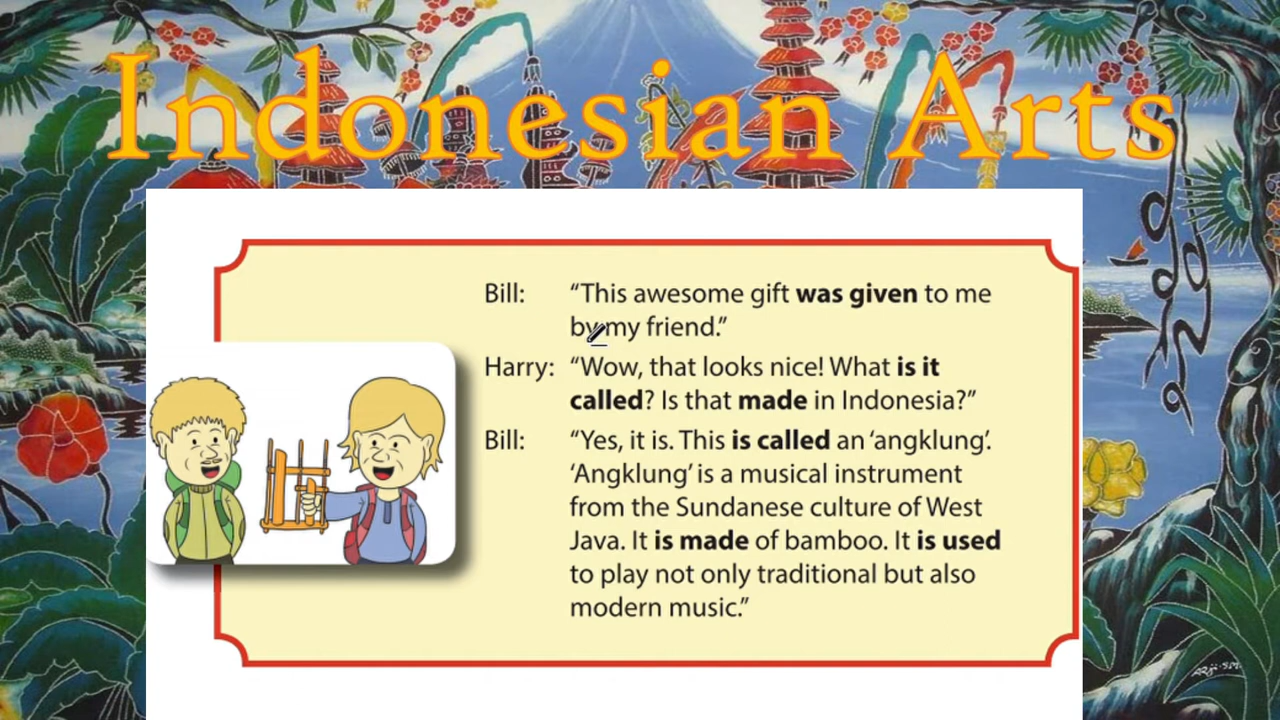 Indonesian Arts
Bill: “This awesome gift was given to me
by my friend.”
Harry: “Wow, that looks nice! What is it
called? Is that made in Indonesia?”
Bill: “Yes, it is. This is called an ‘angklung’.
‘Angklung’ is a musical instrument
from the Sundanese culture of West
Java. It is made of bamboo. It is used
to play not only traditional but also
modern music.”